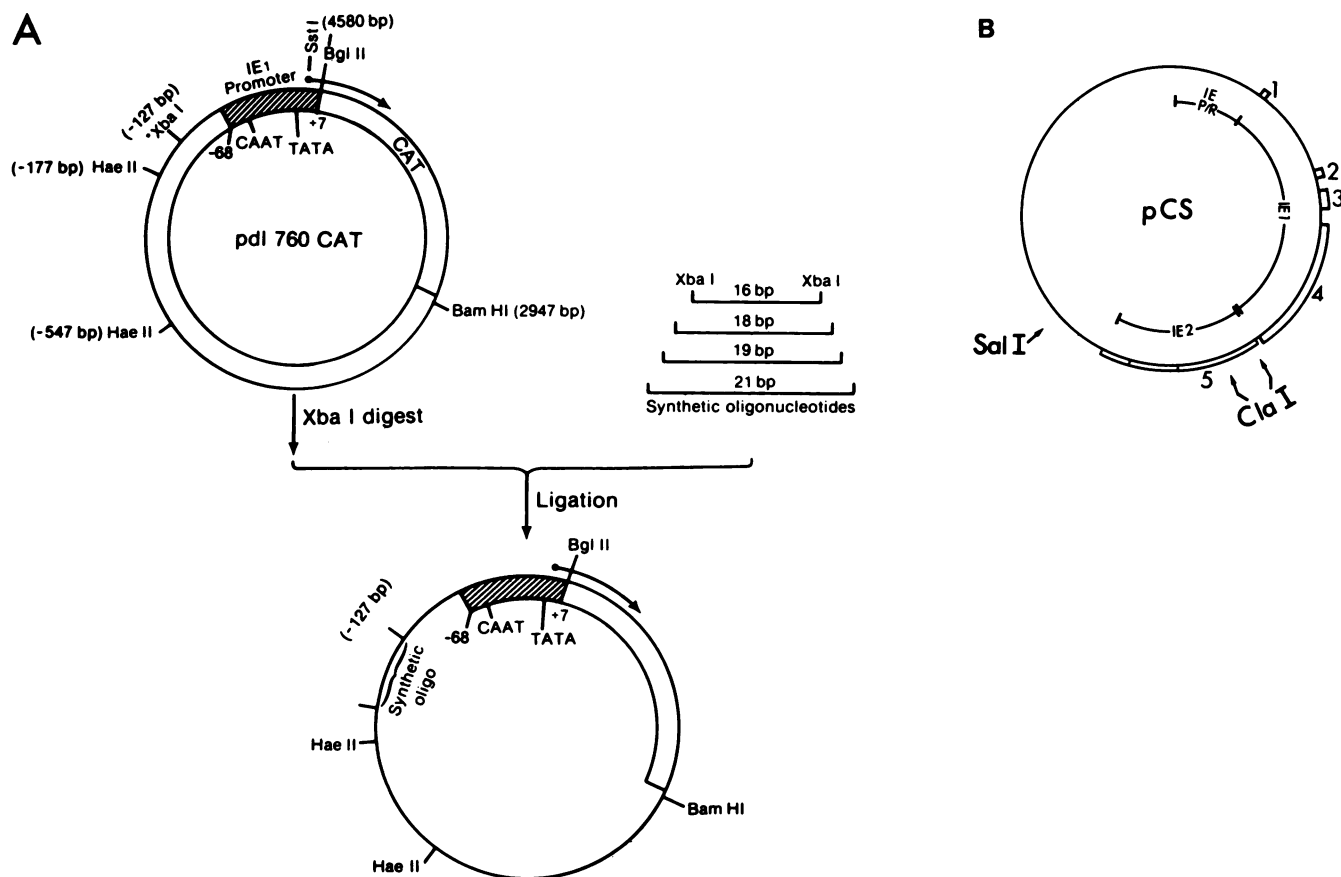 A
Sst I (4580 bp)
Bgl II
IE1 Promoter
(-127 bp)
*Xba I
(-177 bp) Hae II
-68
CAAT
TATA
+7
CAT
pdI 760 CAT
(-547 bp) Hae II
Bam HI (2947 bp)
Xba I digest
Xba I
Xba I
16 bp
18 bp
19 bp
21 bp
Synthetic oligonucleotides
Ligation
Bgl II
(-127 bp)
-68
CAAT
TATA
+7
Synthetic oligo
Hae II
Hae II
Bam HI
B
1
IE P/R
2
3
IE1
pCS
4
IE2
Sal I
5
Cla I